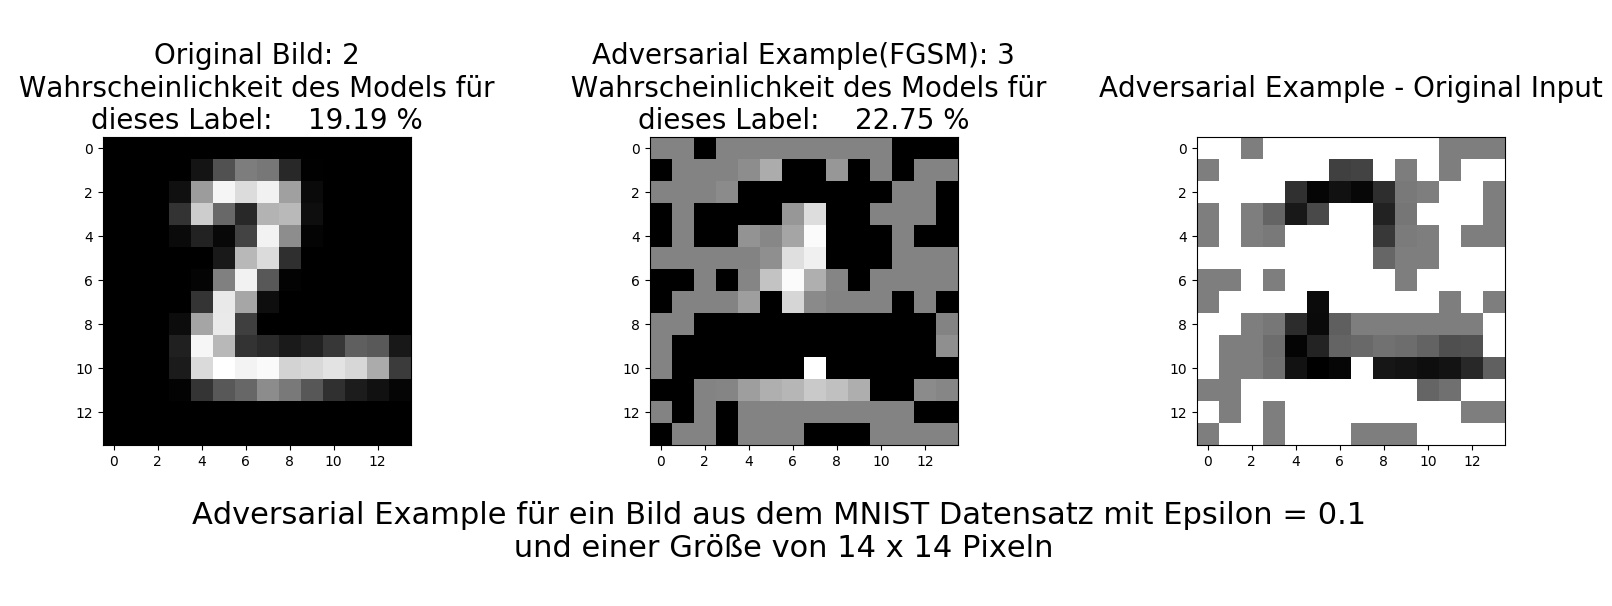 Original Bild: 2
Wahrscheinlichkeit des Models für
dieses Label: 19.19 %
Adversarial Example(FGSM): 3
Wahrscheinlichkeit des Models für
dieses Label: 22.75 %
Adversarial Example - Original Input
0
2
4
6
8
10
12
0 2 4 6 8 10 12
0
2
4
6
8
10
12
0 2 4 6 8 10 12
0
2
4
6
8
10
12
0 2 4 6 8 10 12
Adversarial Example für ein Bild aus dem MNIST Datensatz mit Epsilon = 0.1
und einer Größe von 14 x 14 Pixeln